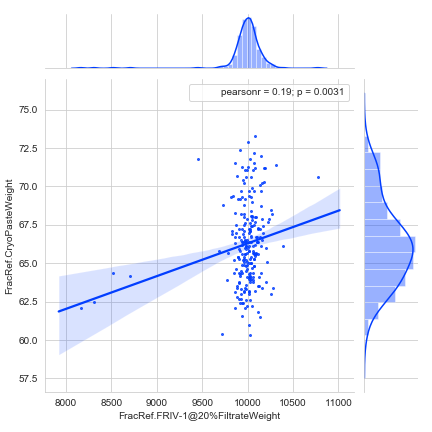 pearsonr = 0.19; p = 0.0031
75.0
72.5
70.0
67.5
65.0
62.5
60.0
57.5
FracRef.CryoPasteWeight
8000 8500 9000 9500 10000 10500 11000
FracRef.FRIV-1@20%FiltrateWeight